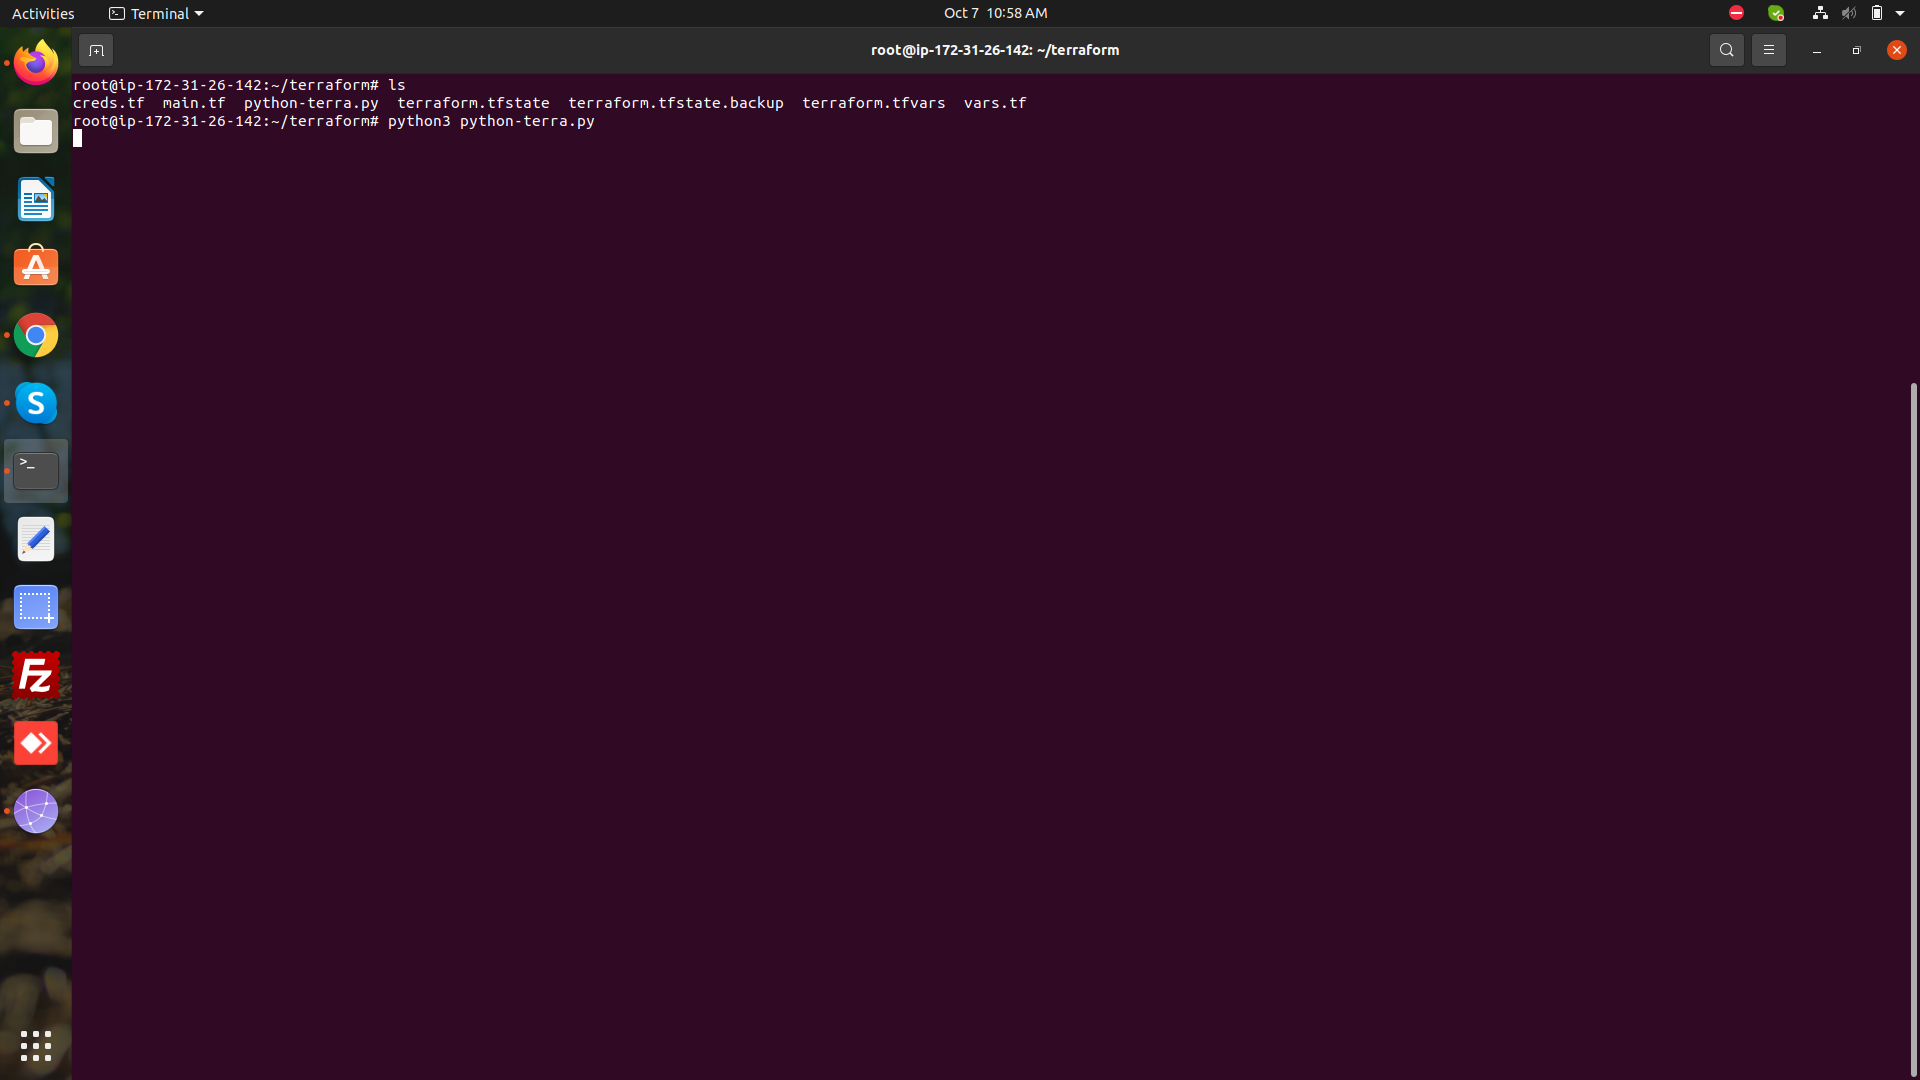 Activities
Terminal
Oct 7 10:58 AM
root@ip-172-31-26-142: ~/terraform
root@ip-172-31-26-142:~/terraform# ls
creds.tf  main.tf  python-terra.py  terraform.tfstate  terraform.tfstate.backup  terraform.tfvars  vars.tf
root@ip-172-31-26-142:~/terraform# python3 python-terra.py
S
>_
FZ